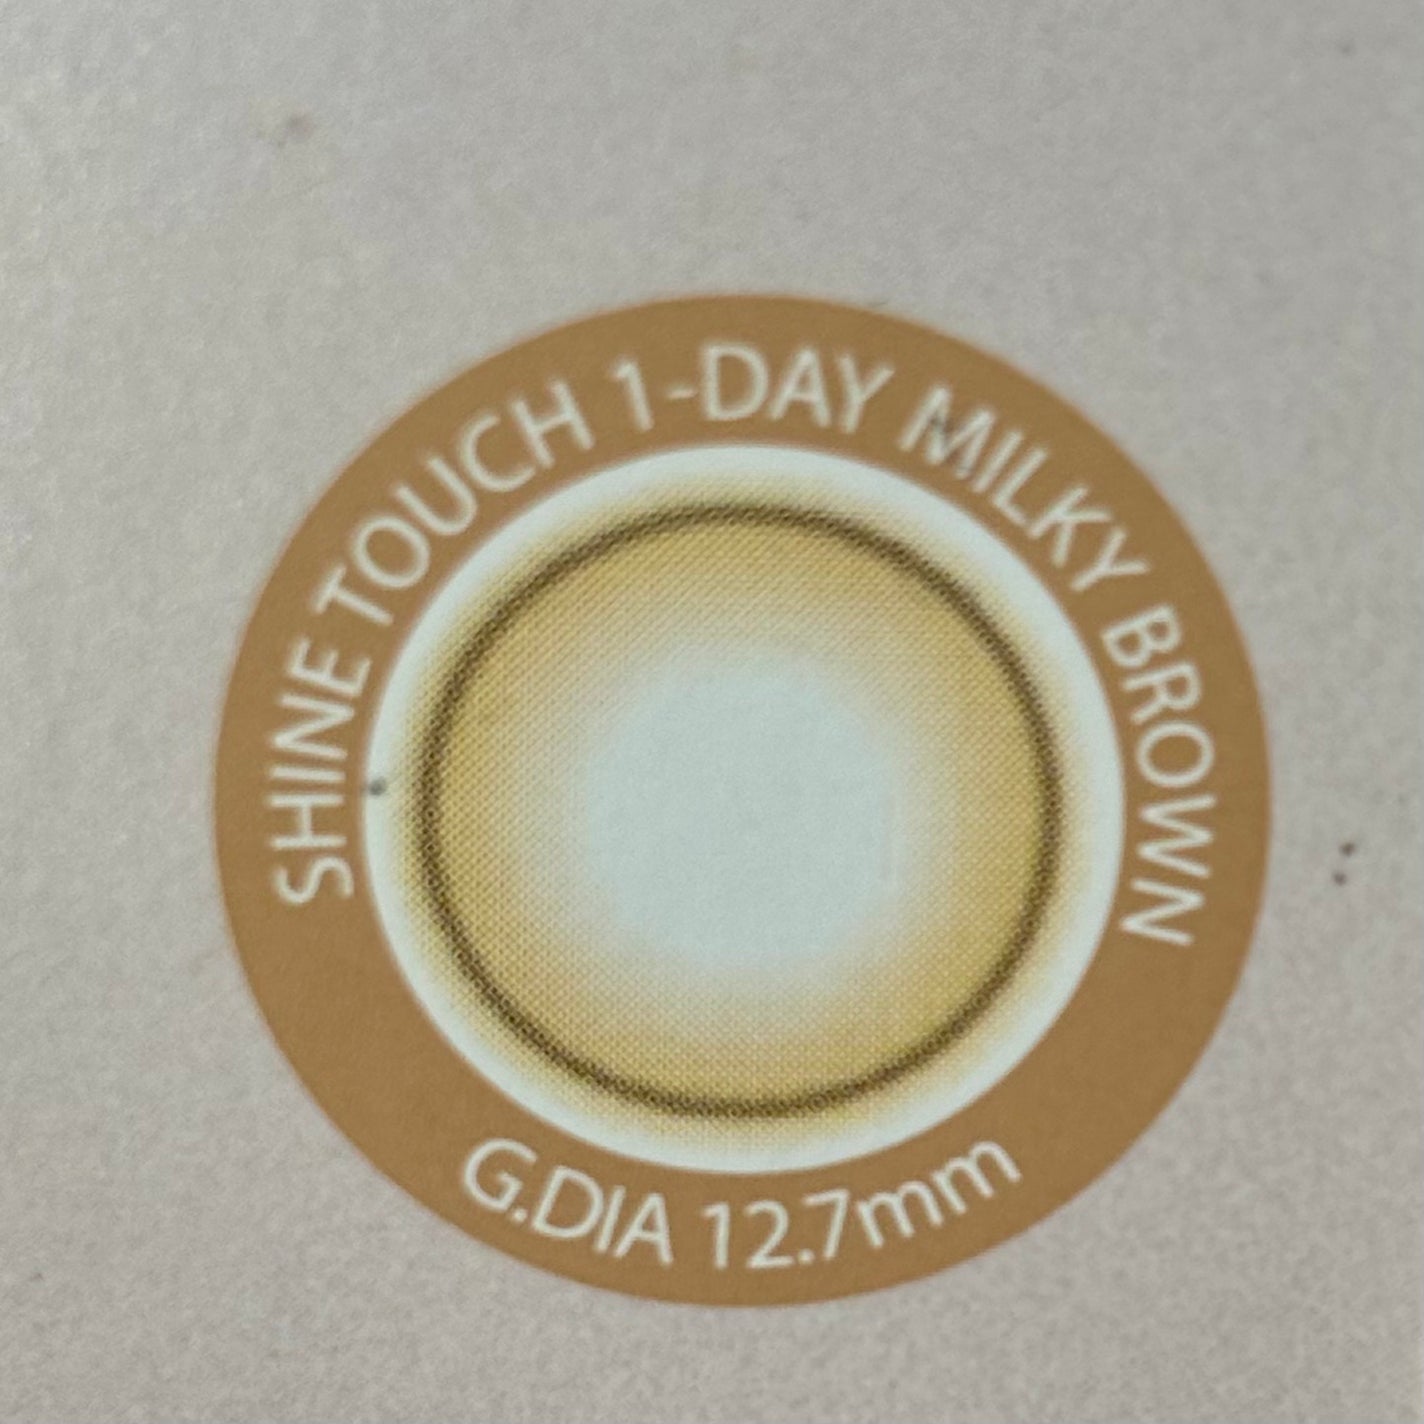 SHINE TOUCH 1-DAY MILKY BROWN
G.DIA 12.7mm